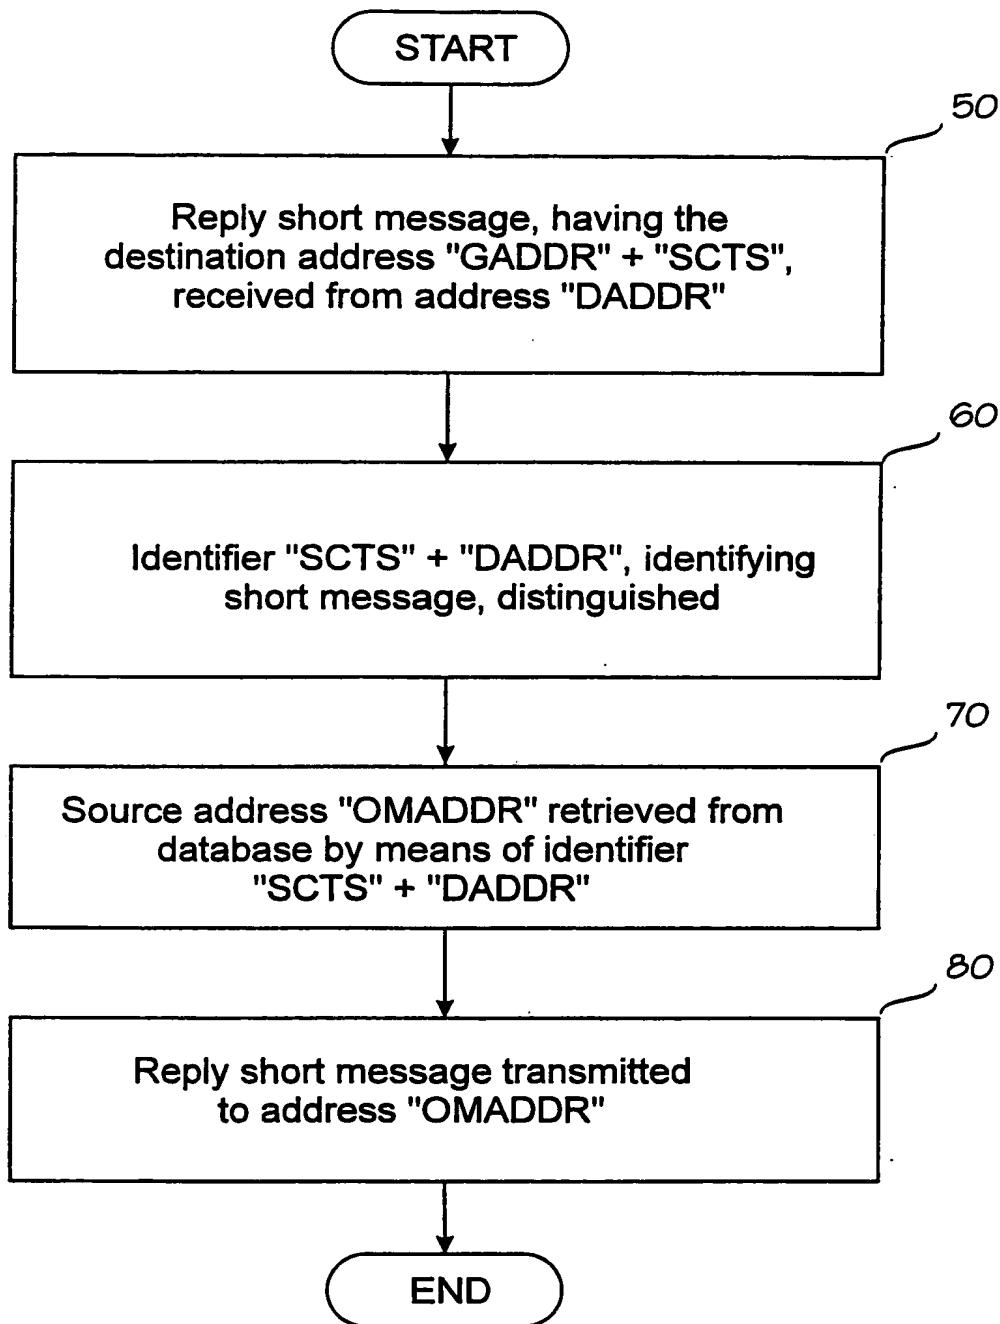 START
50
Reply short message, having the
destination address "GADDR" + "SCTS",
received from address "DADDR"
60
Identifier "SCTS" + "DADDR", identifying
short message, distinguished
70
Source address "OMADDR" retrieved from
database by means of identifier
"SCTS" + "DADDR"
80
Reply short message transmitted
to address "OMADDR"
END